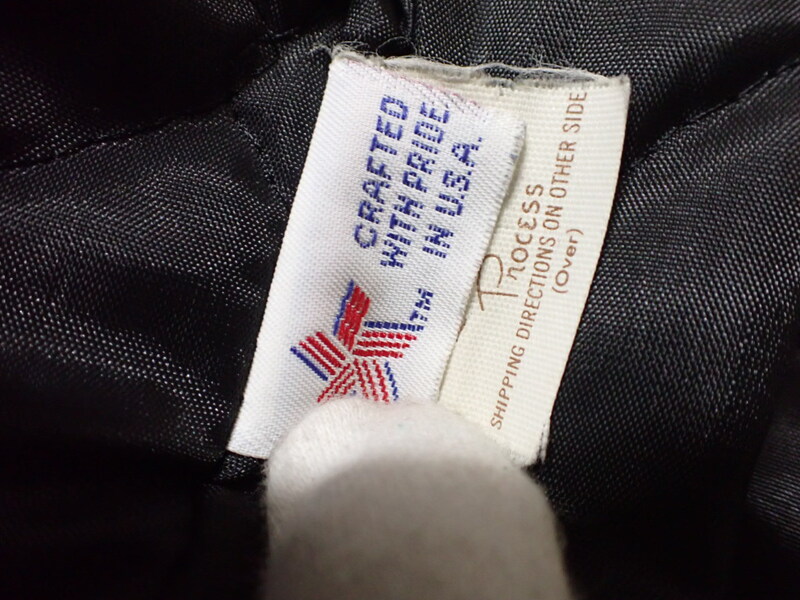 CRAFTED
WITH PRIDE
IN U.S.A.
TM
Process
SHIPPING DIRECTIONS ON OTHER SIDE
(Over)